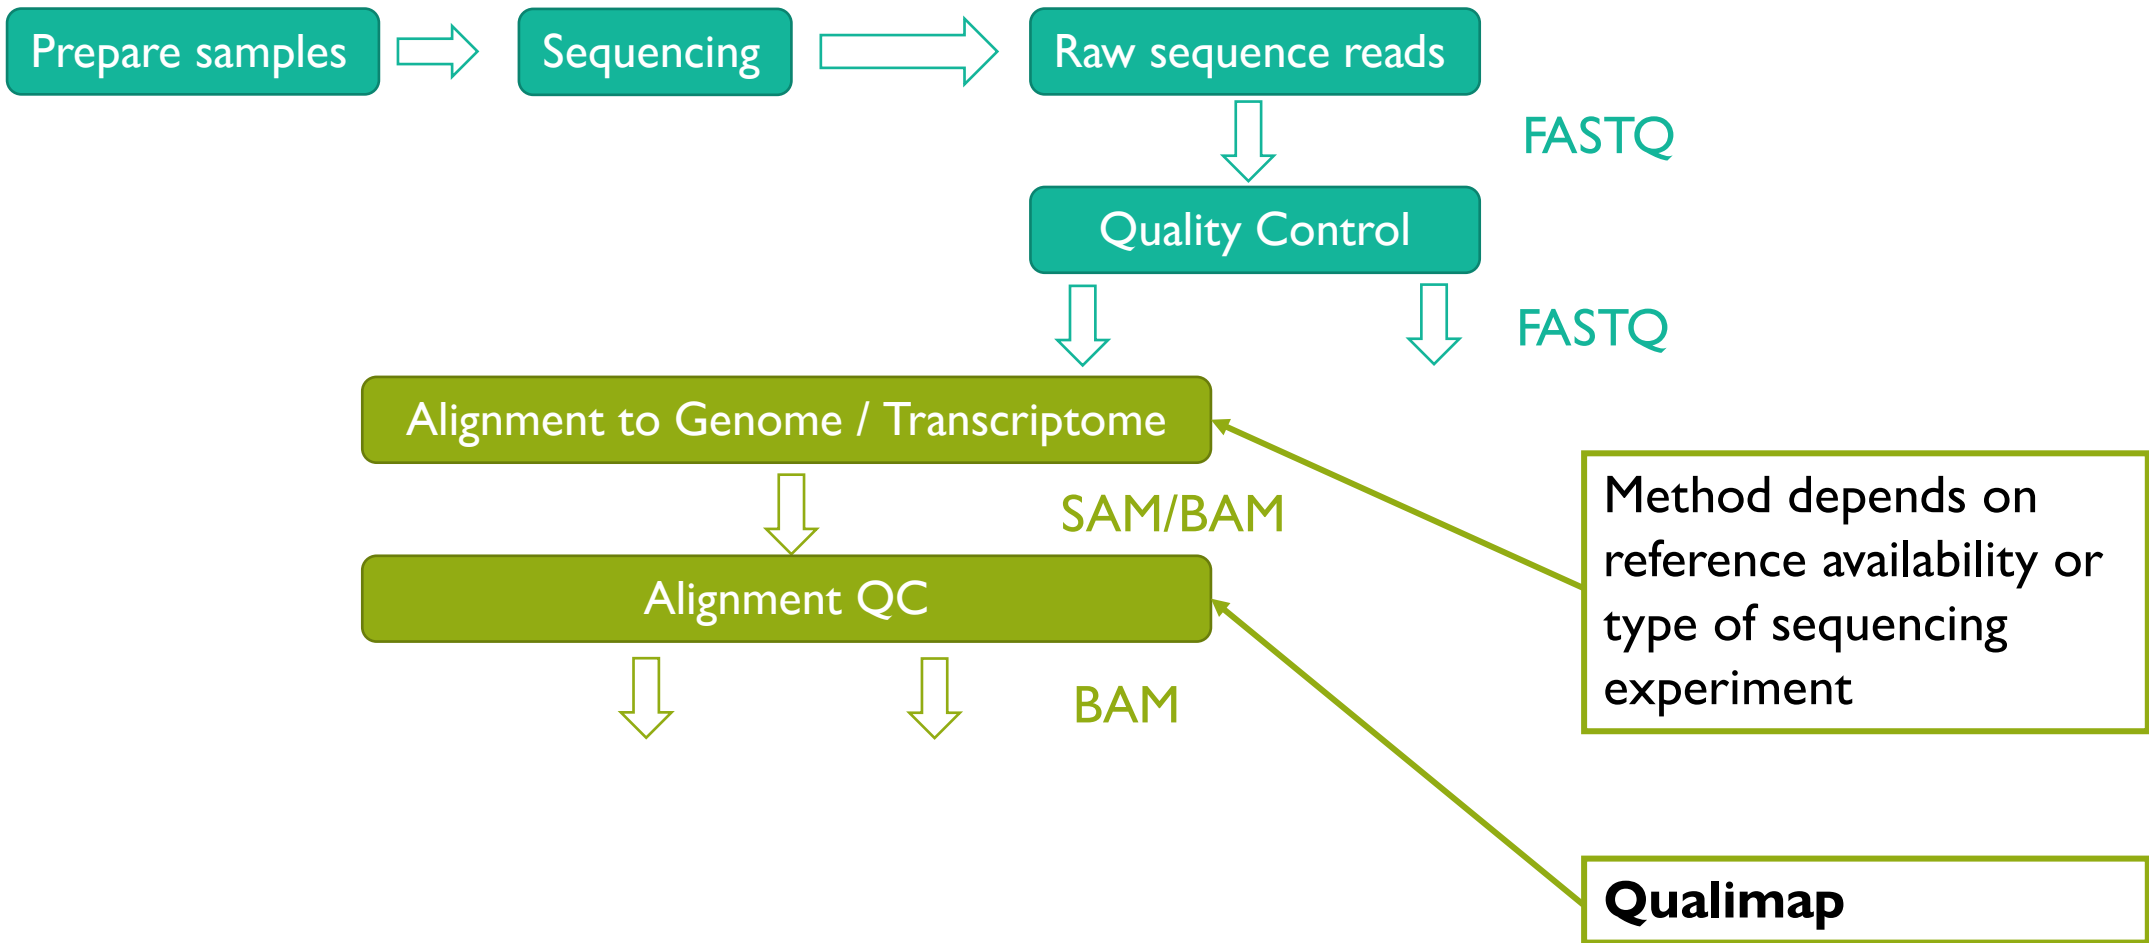 Prepare samples
Sequencing
Raw sequence reads
FASTQ
Quality Control
FASTQ
Alignment to Genome / Transcriptome
SAM/BAM
Method depends on
reference availability or
type of sequencing
experiment
Alignment QC
BAM
Qualimap